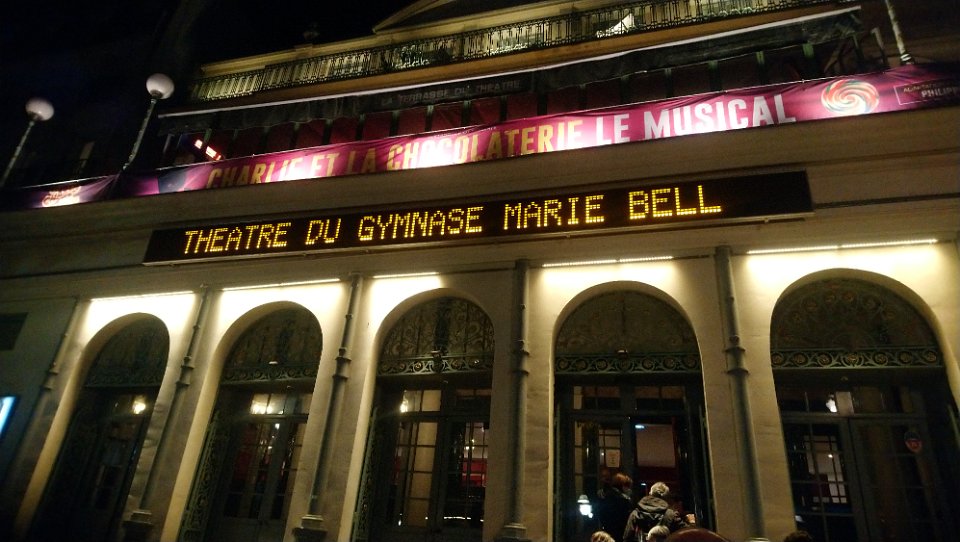 LA TERRASSE DU THEATRE
CHARLIE ET LA CHOCOLATERIE LE MUSICAL
THEATRE DU GYMNASE MARIE BELL